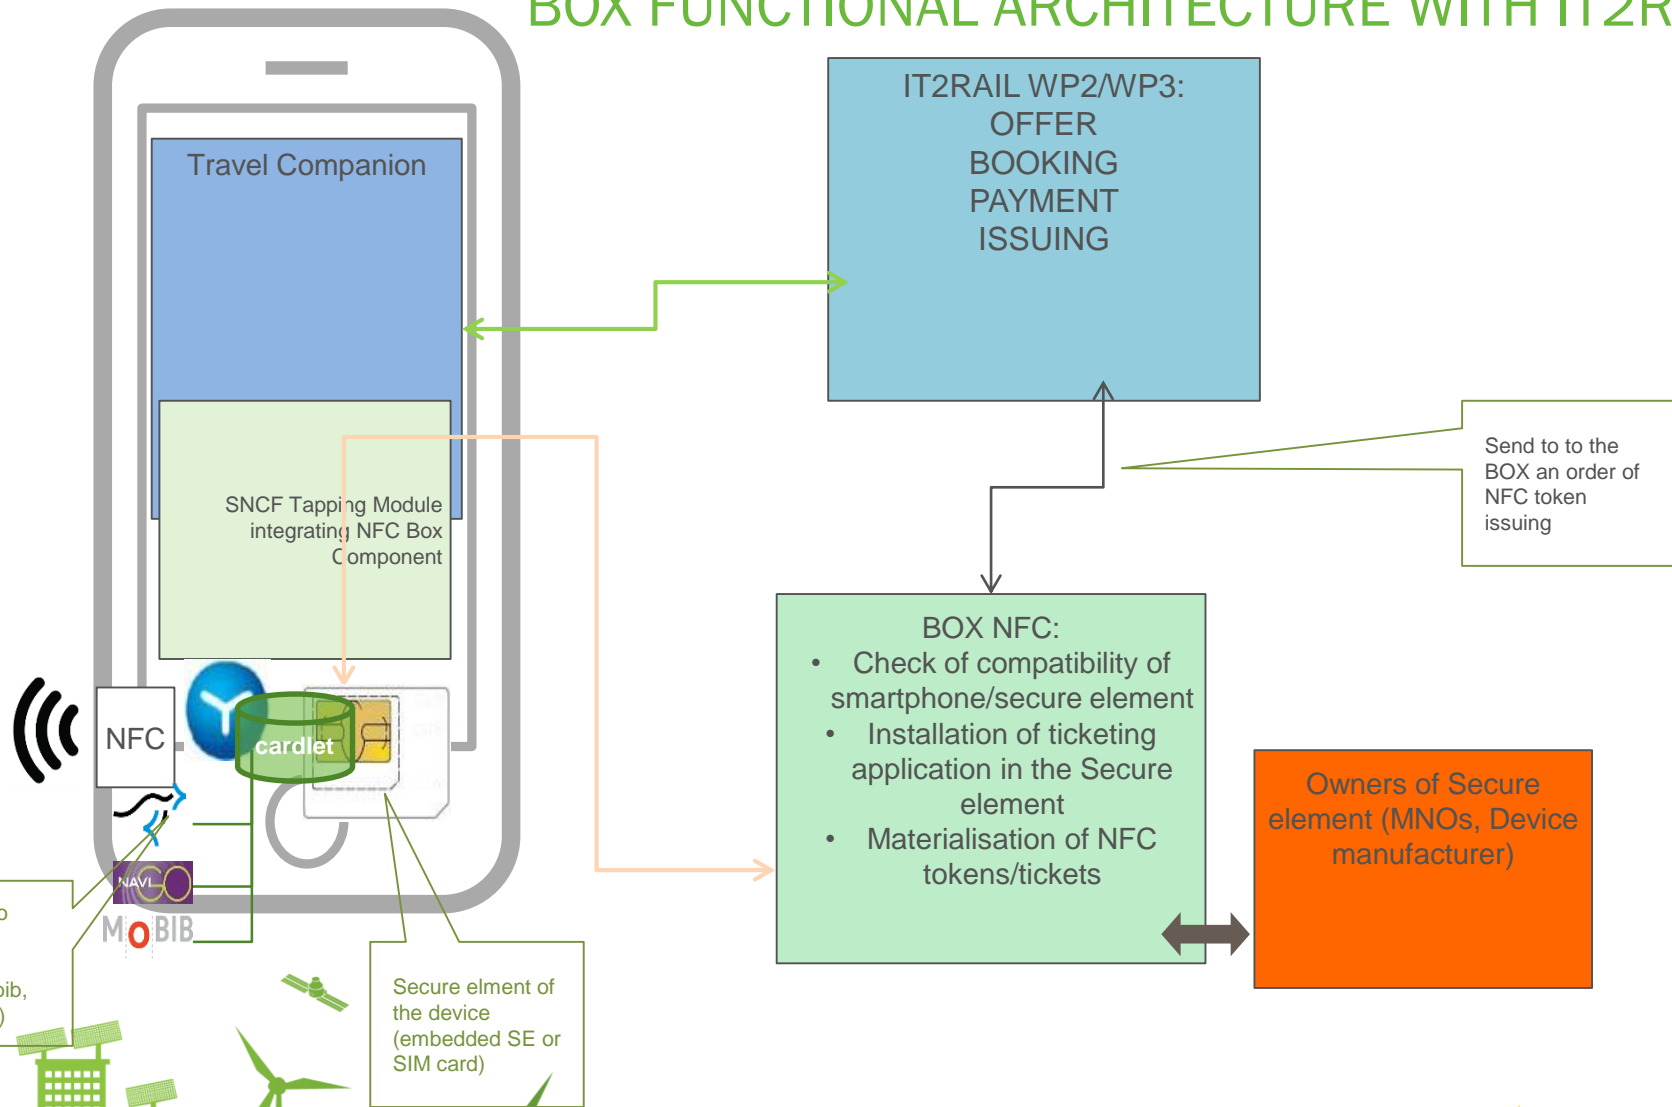 BOX FUNCTIONAL ARCHITECTURE WITH IT2R
IT2RAIL WP2/WP3:
OFFER
BOOKING
PAYMENT
ISSUING
Travel Companion
Send to to the
BOX an order of
NFC token
issuing
SNCF Tapping Module
integrating NFC Box
Component
BOX NFC:
• Check of compatibility of
smartphone/secure element
• Installation of ticketing
application in the Secure
element
• Materialisation of NFC
tokens/tickets
NFC
cardlet
Owners of Secure
element (MNOs, Device
manufacturer)
NAVIGO
MOBIB
Secure elment of
the device
(embedded SE or
SIM card)